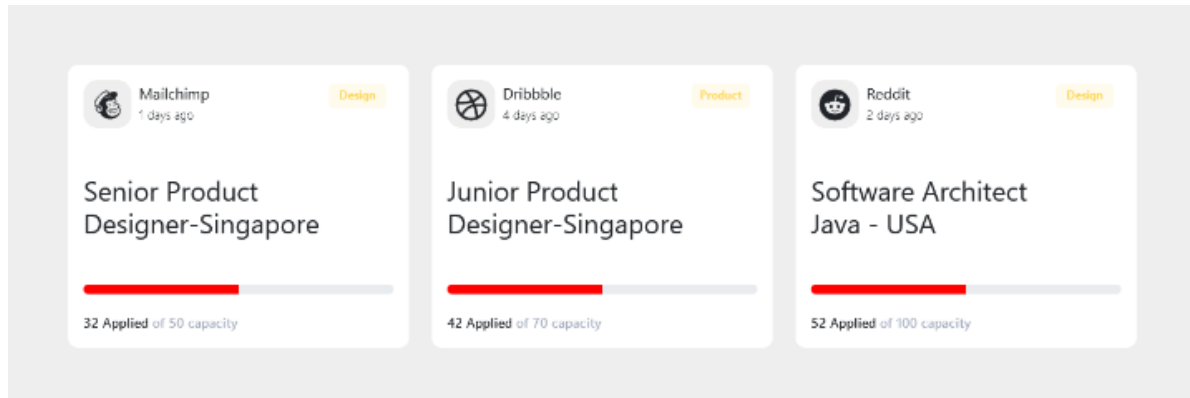 Mailchimp
1 days ago
Design
Senior Product
Designer-Singapore
32 Applied of 50 capacity
Dribbble
4 days ago
Product
Junior Product
Designer-Singapore
42 Applied of 70 capacity
Reddit
2 days ago
Design
Software Architect
Java - USA
52 Applied of 100 capacity